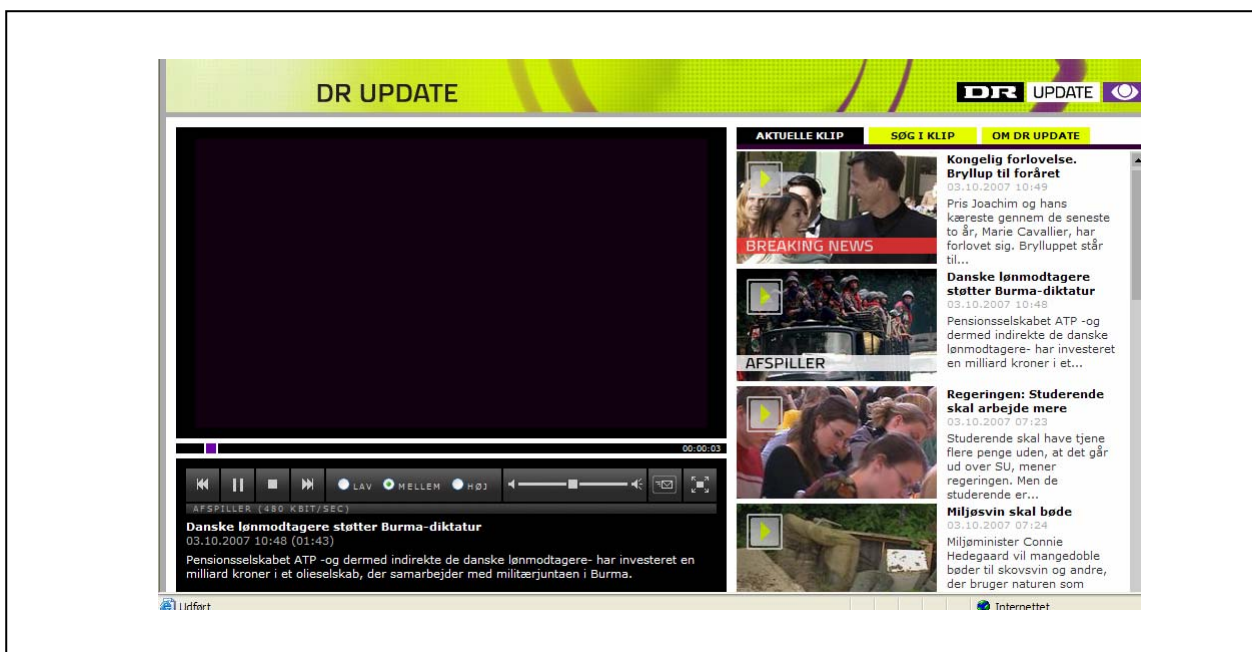 DR UPDATE
DR UPDATE
AKTUELLE KLIP
SØG I KLIP
OM DR UPDATE
Kongelig forlovelse.
Bryllup til foråret
03.10.2007 10:49
Pris Joachim og hans
kæreste gennem de seneste
to år, Marie Cavallier, har
forlovet sig. Brylluppet står
til...
BREAKING NEWS
Danske lønmodtagere
støtter Burma-diktatur
03.10.2007 10:48
Pensionsselskabet ATP -og
dermed indirekte de danske
lønmodtagere- har investeret
en milliard kroner i et...
AFSPILLER
Regeringen: Studerende
skal arbejde mere
03.10.2007 07:23
Studerende skal have tjene
flere penge uden, at det går
ud over SU, mener
regeringen. Men de
studerende er...
Miljøsvin skal bøde
03.10.2007 07:24
Miljøminister Connie
Hedegaard vil mangedoble
bøder til skovsvin og andre,
der bruger naturen som
00:00:03
LAV MELLEM HØJ
AFSPILLER (480 KBIT/SEC)
Danske lønmodtagere støtter Burma-diktatur
03.10.2007 10:48 (01:43)
Pensionsselskabet ATP -og dermed indirekte de danske lønmodtagere- har investeret en
milliard kroner i et olieselskab, der samarbejder med militærjuntaen i Burma.
Udført
Internettet